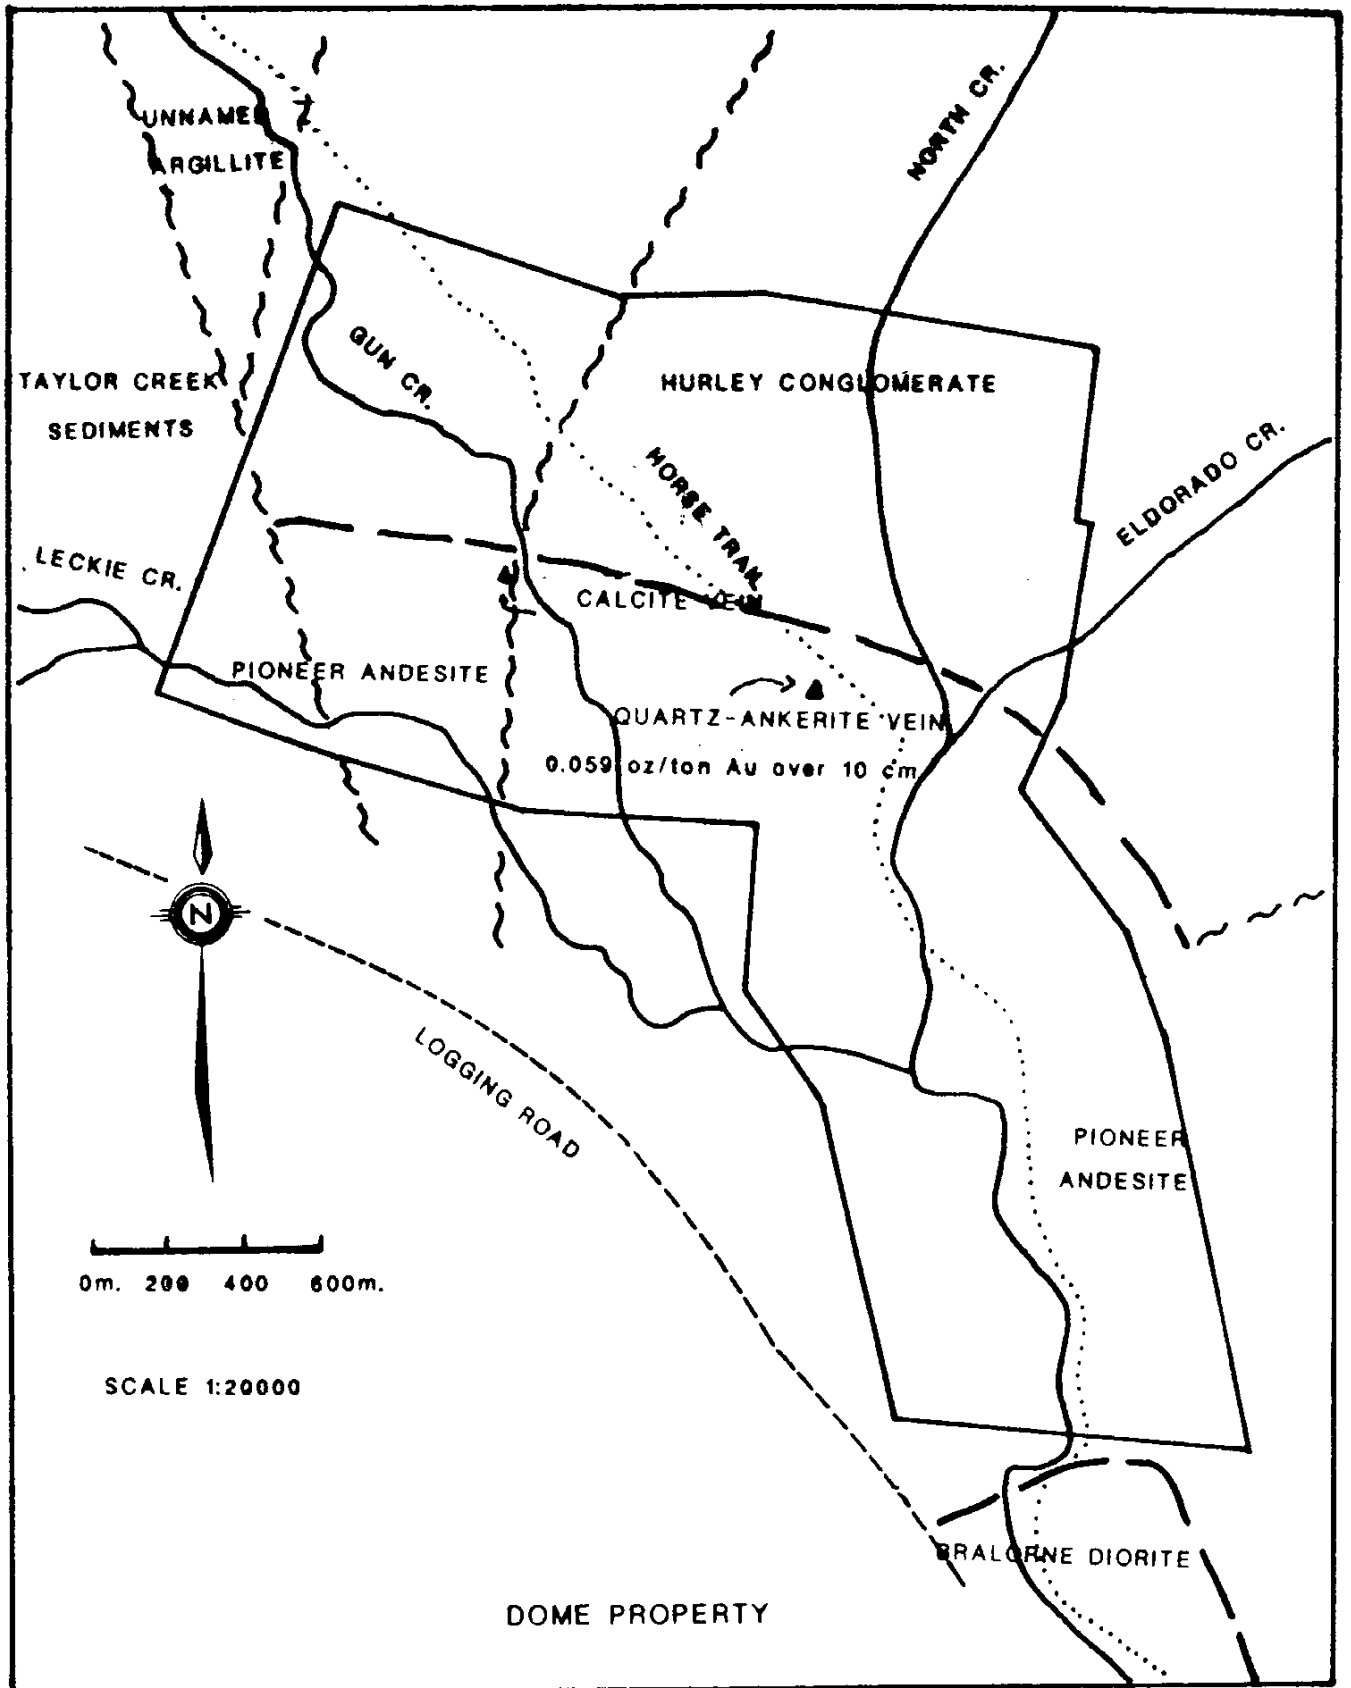 NORTH CR.
UNNAMED
ARGILLITE
GUN CR.
TAYLOR CREEK
SEDIMENTS
HURLEY CONGLOMERATE
ELDORADO CR.
HORSE TRAIL
LECKIE CR.
CALCITE VEIN
PIONEER ANDESITE
QUARTZ-ANKERITE VEIN
0.059 oz/ton Au over 10 cm
N
LOGGING ROAD
PIONEER
ANDESITE
0m. 200 400 600m.
SCALE 1:20000
BRALORNE DIORITE
DOME PROPERTY